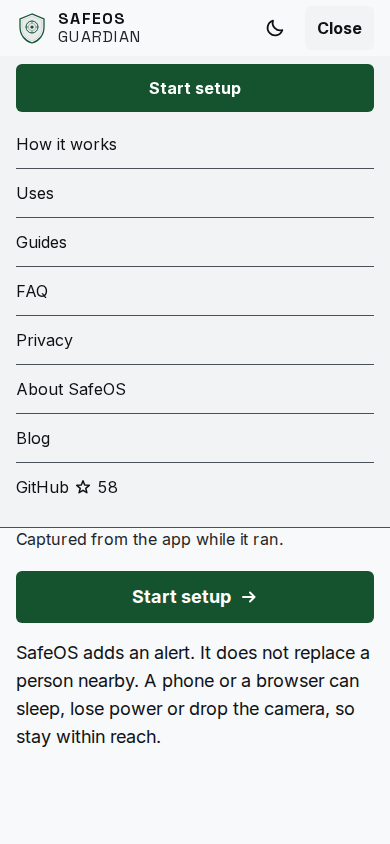 SAFEOS
GUARDIAN
Close
Start setup
How it works
Uses
Guides
FAQ
Privacy
About SafeOS
Blog
GitHub ☆ 58
Captured from the app while it ran.
Start setup →
SafeOS adds an alert. It does not replace a
person nearby. A phone or a browser can
sleep, lose power or drop the camera, so
stay within reach.